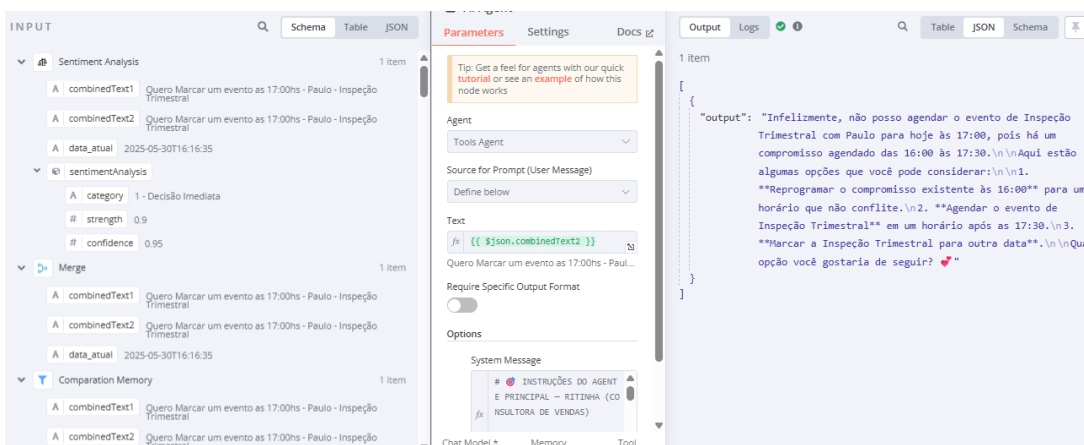 INPUT
Schema
Table
JSON
Sentiment Analysis
1 item
A combinedText1 Quero Marcar um evento as 17:00hs - Paulo - Inspeção
Trimestral
A combinedText2 Quero Marcar um evento as 17:00hs - Paulo - Inspeção
Trimestral
A data_atual 2025-05-30T16:16:35
sentimentAnalysis
A category 1 - Decisão Imediata
# strength 0.9
# confidence 0.95
Merge
1 item
A combinedText1 Quero Marcar um evento as 17:00hs - Paulo - Inspeção
Trimestral
A combinedText2 Quero Marcar um evento as 17:00hs - Paulo - Inspeção
Trimestral
A data_atual 2025-05-30T16:16:35
Comparation Memory
1 item
A combinedText1 Quero Marcar um evento as 17:00hs - Paulo - Inspeção
Trimestral
A combinedText2 Quero Marcar um evento as 17:00hs - Paulo - Inspeção
Parameters
Settings
Docs
Tip: Get a feel for agents with our quick
tutorial or see an example of how this
node works
Agent
Tools Agent
Source for Prompt (User Message)
Define below
Text
fx {{ $json.combinedText2 }}
Quero Marcar um evento as 17:00hs - Paul...
Require Specific Output Format
Options
System Message
# 🎯 INSTRUÇÕES DO AGENT
E PRINCIPAL — RITINHA (CO
fx NSULTORA DE VENDAS)
Chat Model *
Memory
Tool
Output
Logs
Table
JSON
Schema
1 item
[
{
"output": "Infelizmente, não posso agendar o evento de Inspeção
Trimestral com Paulo para hoje às 17:00, pois há um
compromisso agendado das 16:00 às 17:30.\n\nAqui estão
algumas opções que você pode considerar:\n\n1.
**Reprogramar o compromisso existente às 16:00** para um
horário que não conflite.\n2. **Agendar o evento de
Inspeção Trimestral** em um horário após as 17:30.\n3.
**Marcar a Inspeção Trimestral para outra data**.\n\nQua
opção você gostaria de seguir? 💕"
}
]